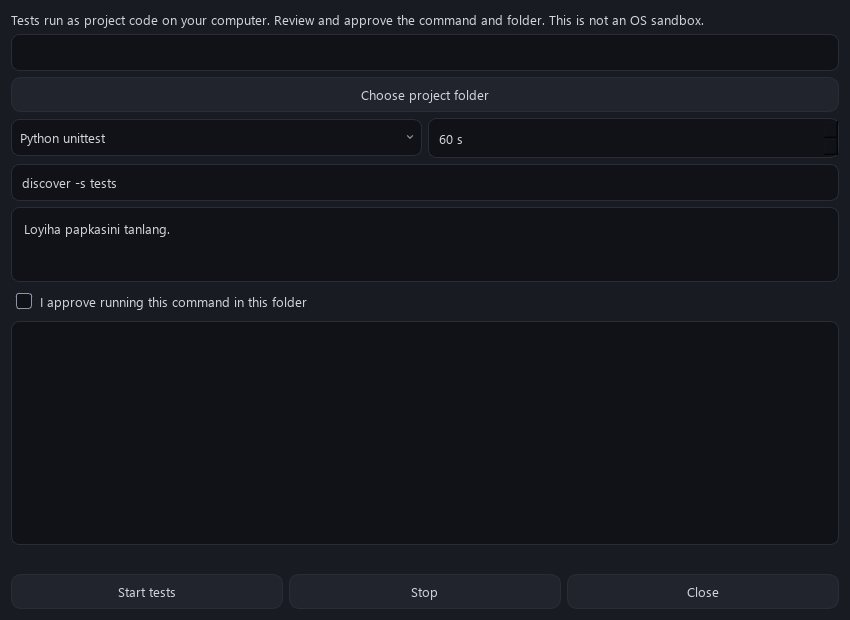 Tests run as project code on your computer. Review and approve the command and folder. This is not an OS sandbox.
Choose project folder
Python unittest
60 s
discover -s tests
Loyiha papkasini tanlang.
I approve running this command in this folder
Start tests
Stop
Close